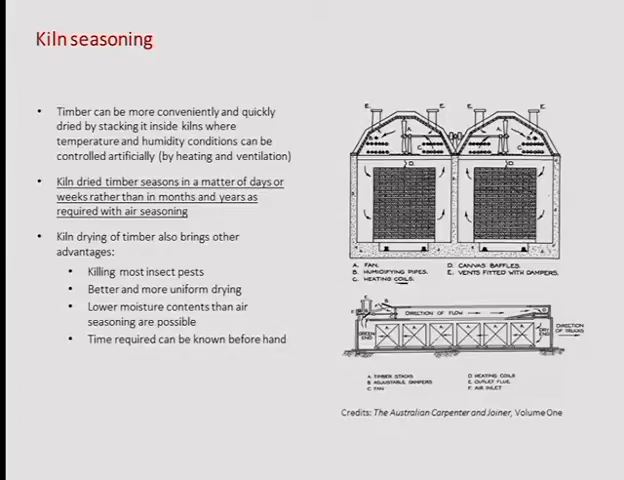 Kiln seasoning
• Timber can be more conveniently and quickly
dried by stacking it inside kilns where
temperature and humidity conditions can be
controlled artificially (by heating and ventilation)
• Kiln dried timber seasons in a matter of days or
weeks rather than in months and years as
required with air seasoning
• Kiln drying of timber also brings other
advantages:
• Killing most insect pests
• Better and more uniform drying
• Lower moisture contents than air
seasoning are possible
• Time required can be known before hand
E. E. E. E.
A. A.
C. C.
D. D.
A. FAN.
B. HUMIDIFYING PIPES.
C. HEATING COILS.
D. CANVAS BAFFLES.
E. VENTS FITTED WITH DAMPERS.
DIRECTION OF FLOW
GREEN
END
DRY
END
DIRECTION
OF TRUCKS
A. TIMBER STACKS
B. ADJUSTABLE DAMPERS
C. FAN
D. HEATING COILS
E. OUTLET FLUE.
F. AIR INLET
Credits: The Australian Carpenter and Joiner, Volume One